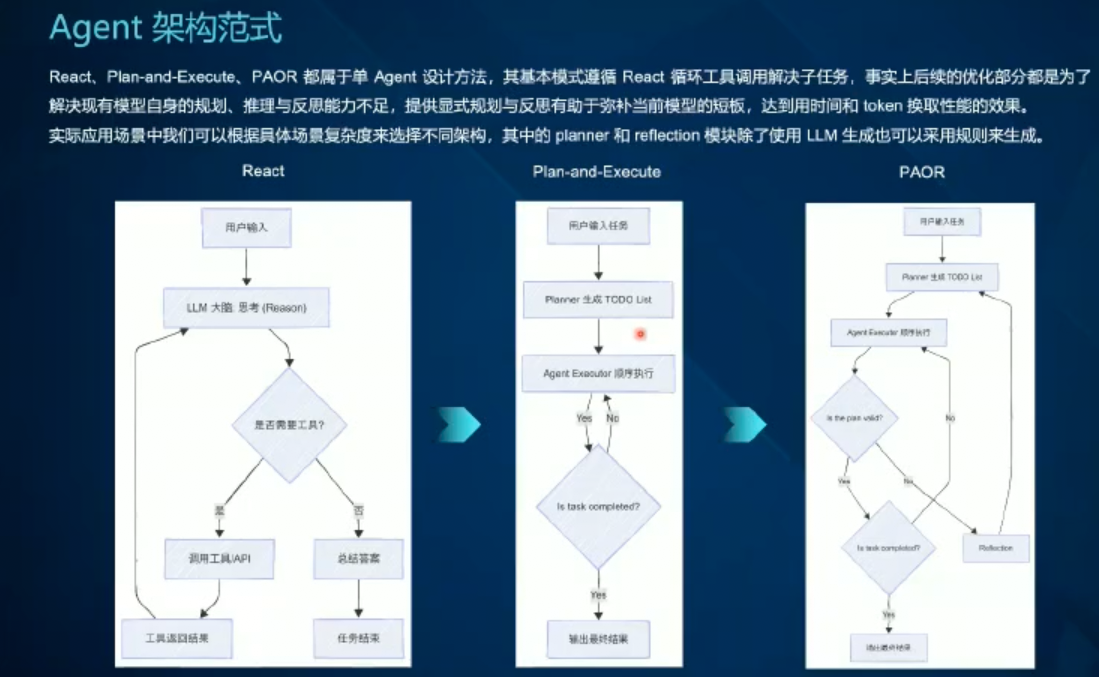 Agent 架构范式
React、Plan-and-Execute、PAOR 都属于单 Agent 设计方法，其基本模式遵循 React 循环工具调用解决子任务，事实上后续的优化部分都是为了
解决现有模型自身的规划、推理与反思能力不足，提供显式规划与反思有助于弥补当前模型的短板，达到用时间和 token 换取性能的效果。
实际应用场景中我们可以根据具体场景复杂度来选择不同架构，其中的 planner 和 reflection 模块除了使用 LLM 生成也可以采用规则来生成。
React
用户输入
LLM 大脑: 思考 (Reason)
是否需要工具?
是
否
调用工具/API
总结答案
工具返回结果
任务结束
Plan-and-Execute
用户输入任务
Planner 生成 TODO List
Agent Executor 顺序执行
Yes
No
Is task completed?
Yes
输出最终结果
PAOR
用户输入任务
Planner 生成 TODO List
Agent Executor 顺序执行
Is the plan valid?
No
Yes
No
Is task completed?
Reflection
Yes
输出最终结果